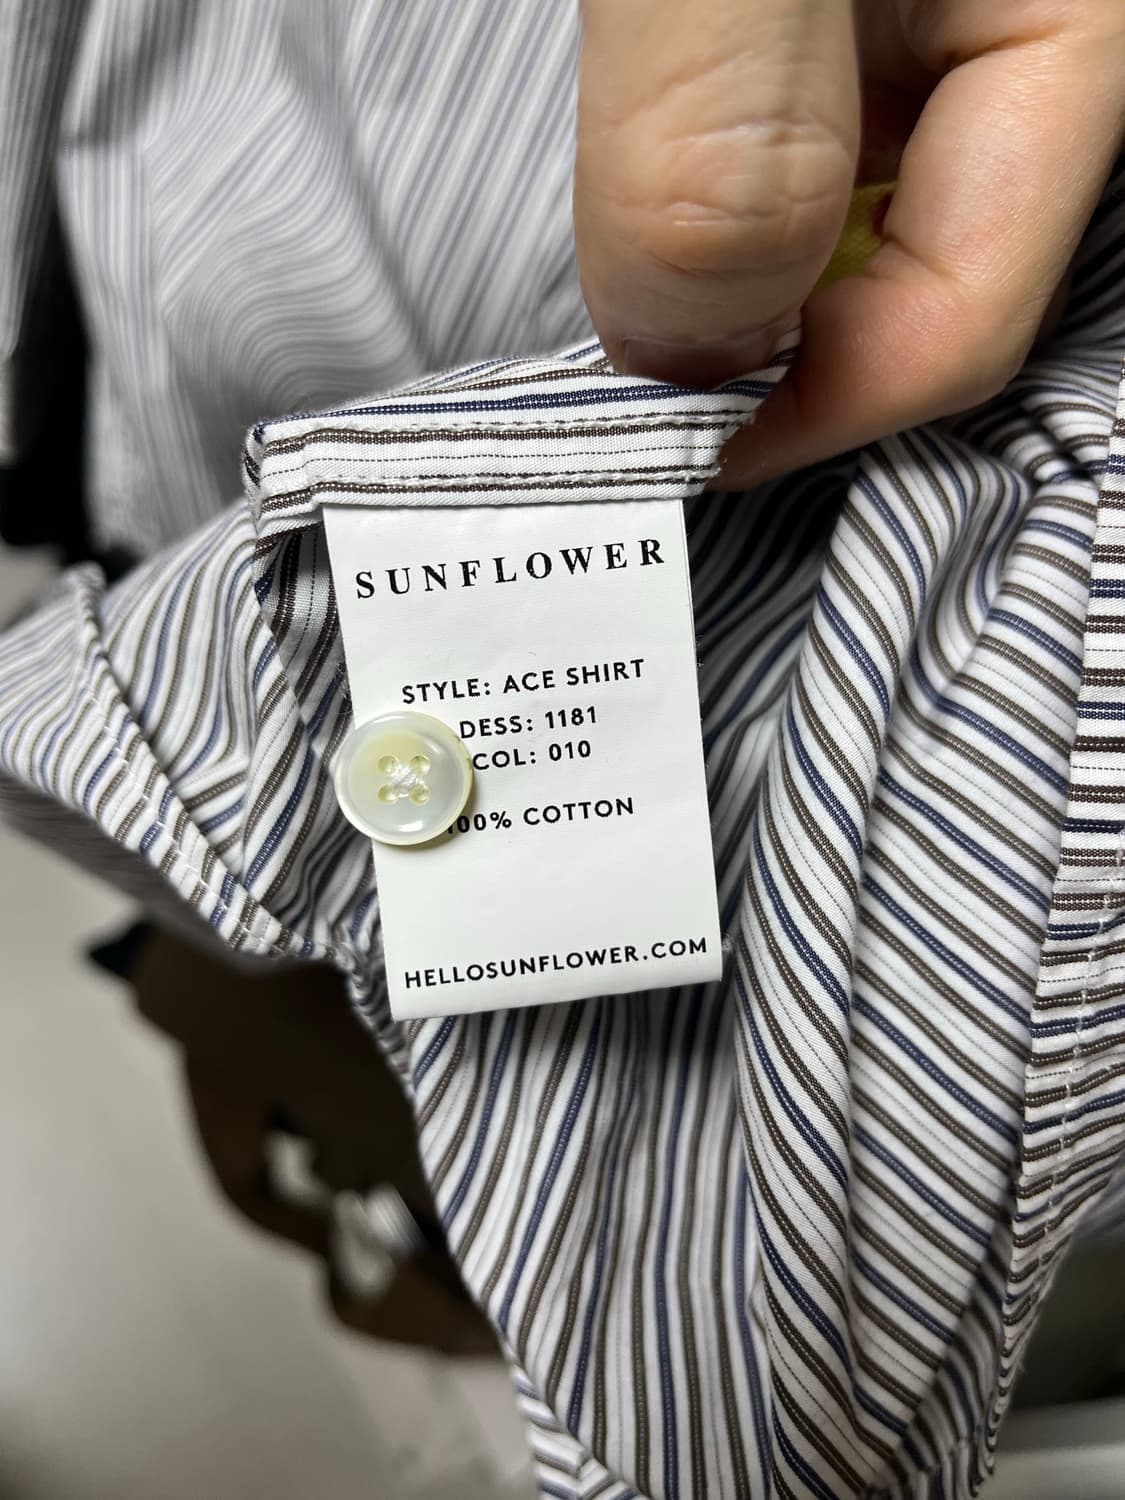 SUNFLOWER
STYLE: ACE SHIRT
DESS: 1181
COL: 010
100% COTTON
HELLOSUNFLOWER.COM